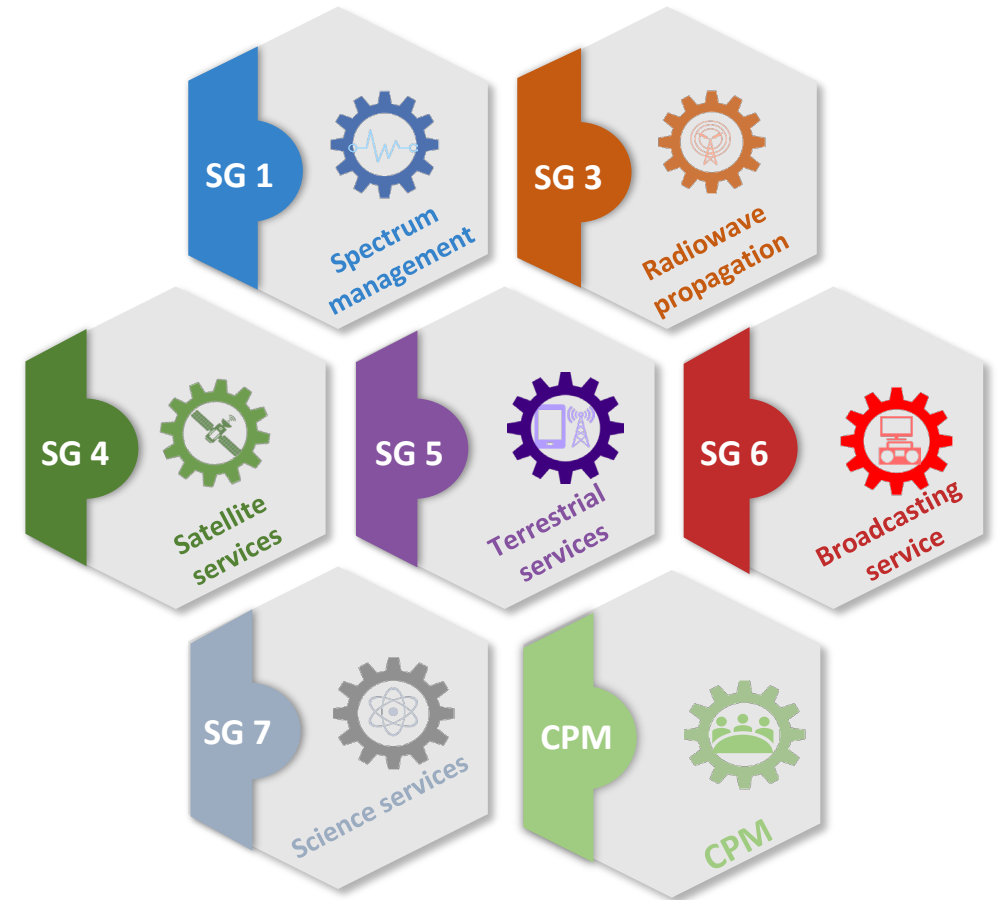 SG 1
Spectrum
management
SG 3
Radiowave
propagation
SG 4
Satellite
services
SG 5
Terrestrial
services
SG 6
Broadcasting
service
SG 7
Science services
CPM
CPM